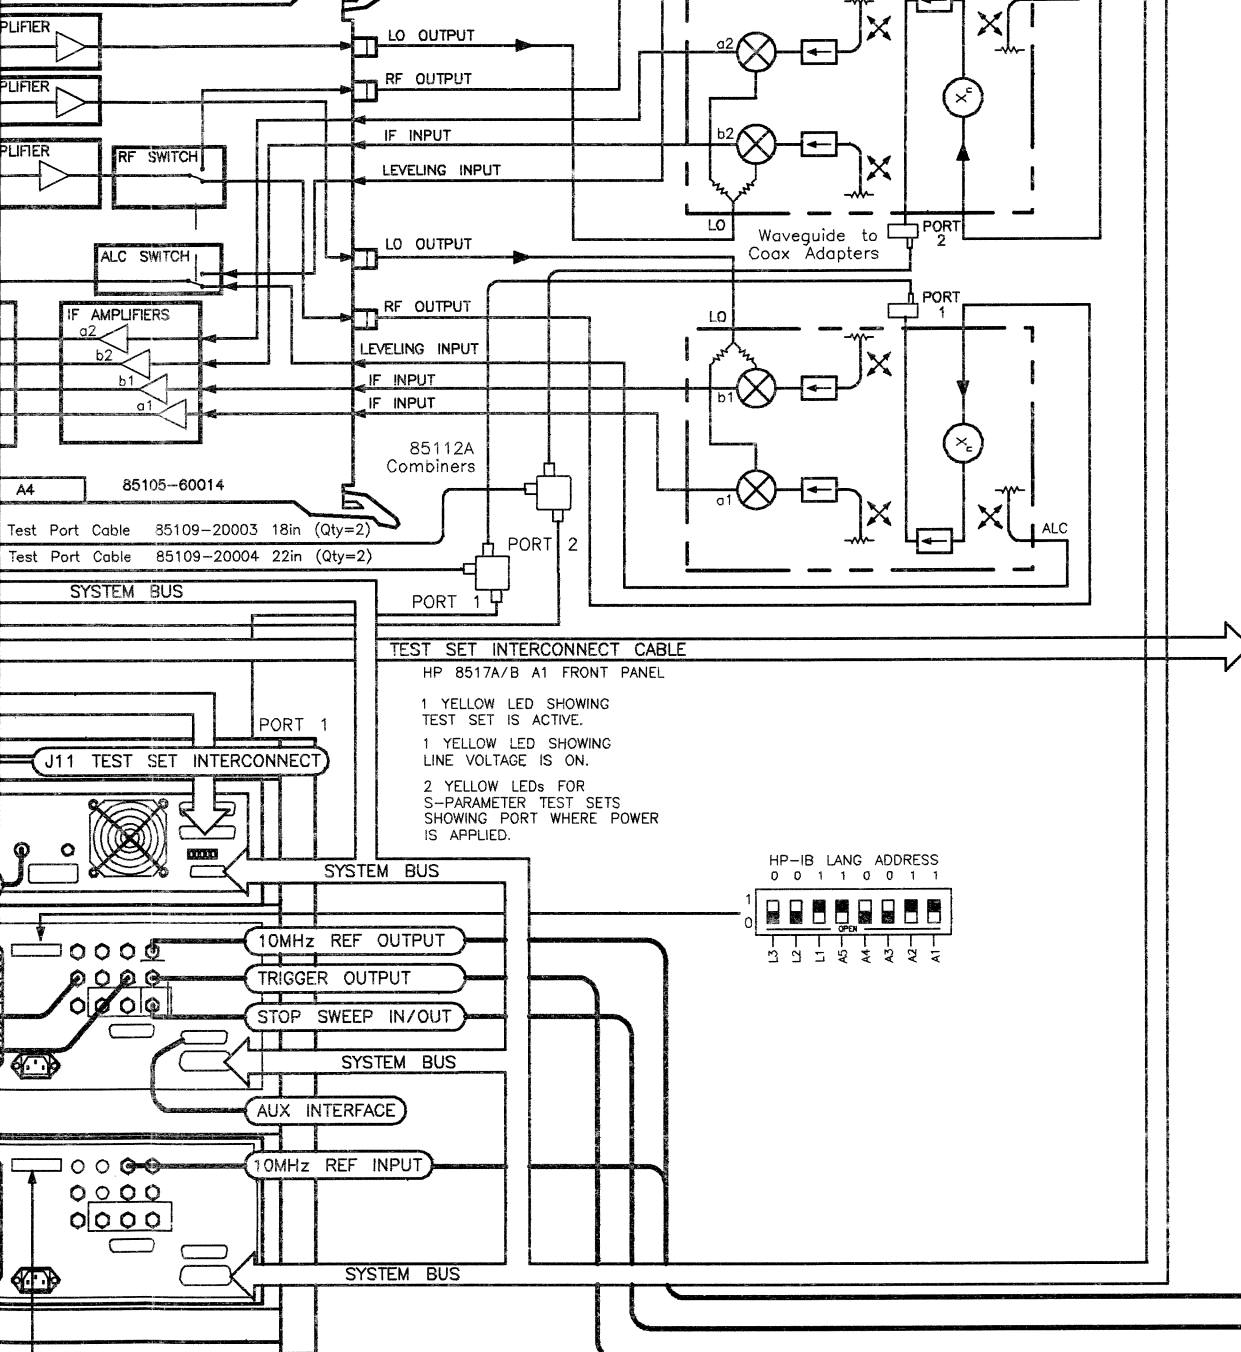 PLIFIER
LO OUTPUT
a2
RF OUTPUT
PLIFIER
Xn
IF INPUT
b2
PLIFIER
RF SWITCH
LEVELING INPUT
LO
PORT 2
Waveguide to
Coax Adapters
LO OUTPUT
ALC SWITCH
PORT 1
RF OUTPUT
LO
IF AMPLIFIERS
a2
b2
b1
a1
LEVELING INPUT
IF INPUT
IF INPUT
b1
Xn
85112A
Combiners
a1
A4
85105-60014
ALC
Test Port Cable 85109-20003 18in (Qty=2)
PORT 2
Test Port Cable 85109-20004 22in (Qty=2)
SYSTEM BUS
PORT 1
TEST SET INTERCONNECT CABLE
HP 8517A/B A1 FRONT PANEL
1 YELLOW LED SHOWING
TEST SET IS ACTIVE.
PORT 1
1 YELLOW LED SHOWING
LINE VOLTAGE IS ON.
J11 TEST SET INTERCONNECT
2 YELLOW LEDs FOR
S-PARAMETER TEST SETS
SHOWING PORT WHERE POWER
IS APPLIED.
SYSTEM BUS
HP-IB LANG ADDRESS
0 0 1 1 0 0 1 1
1
0
OPEN
L3 L2 L1 A5 A4 A3 A2 A1
10MHz REF OUTPUT
TRIGGER OUTPUT
STOP SWEEP IN/OUT
SYSTEM BUS
AUX INTERFACE
10MHz REF INPUT
SYSTEM BUS